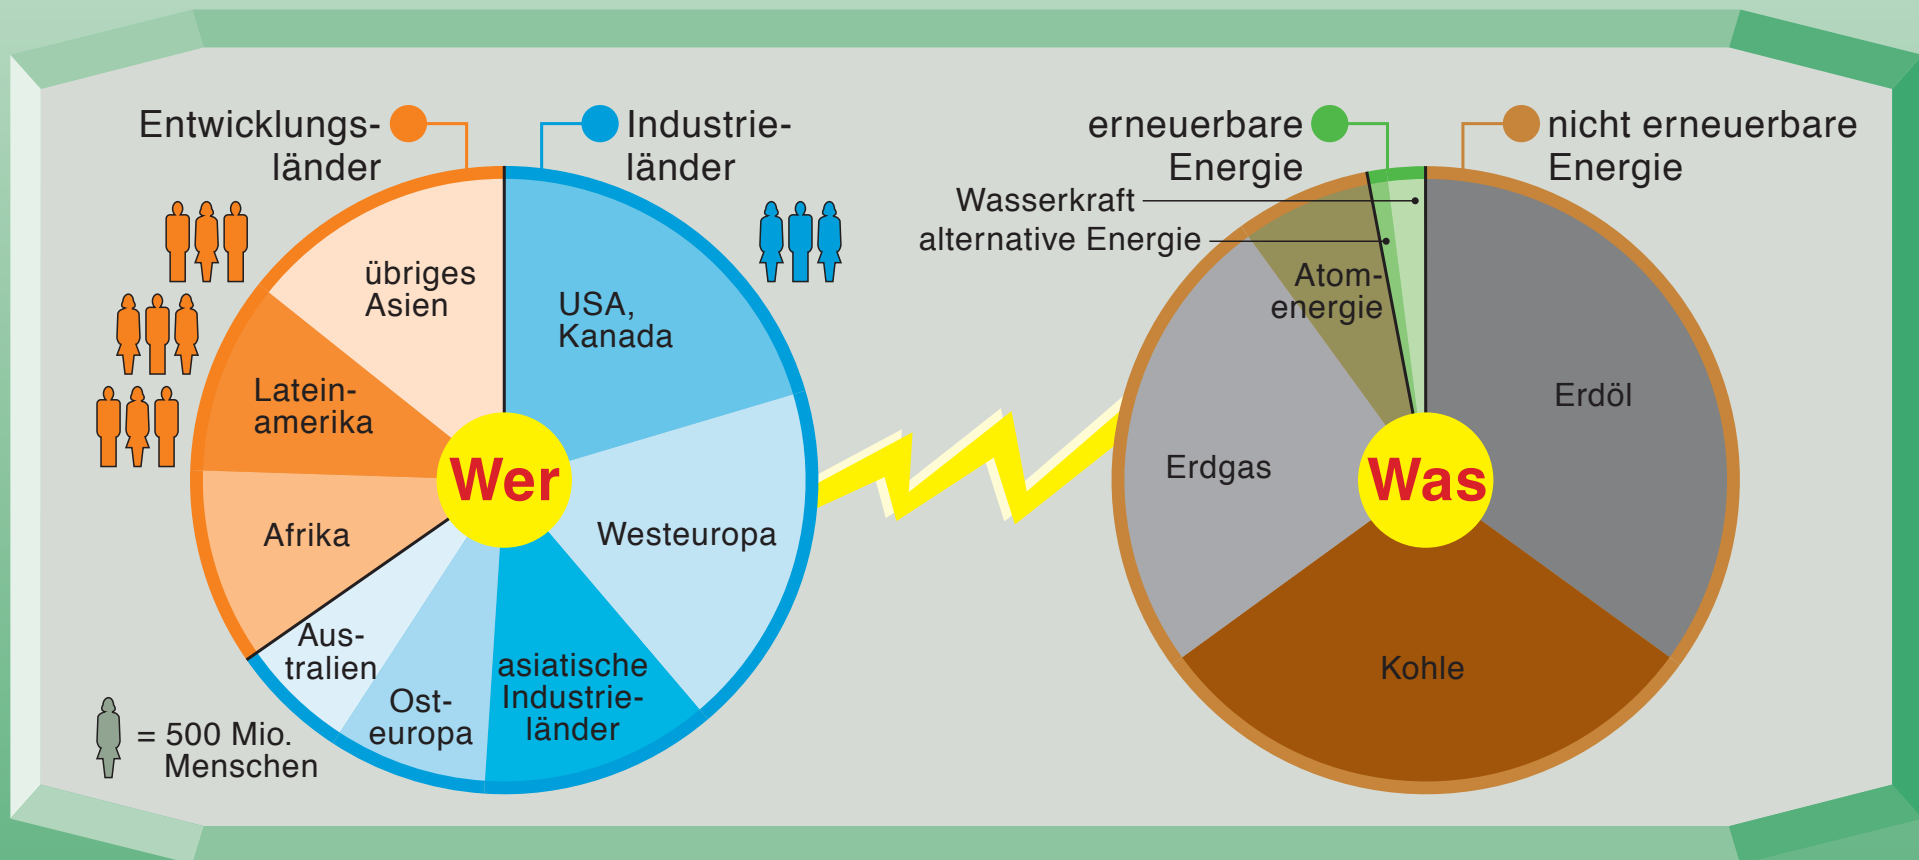 Entwicklungs-
länder
Industrie-
länder
übriges
Asien
USA,
Kanada
Latein-
amerika
Wer
Afrika
Westeuropa
Aus-
tralien
Ost-
europa
asiatische
Industrie-
länder
= 500 Mio.
Menschen
erneuerbare
Energie
nicht erneuerbare
Energie
Wasserkraft
alternative Energie
Atom-
energie
Erdöl
Erdgas
Was
Kohle